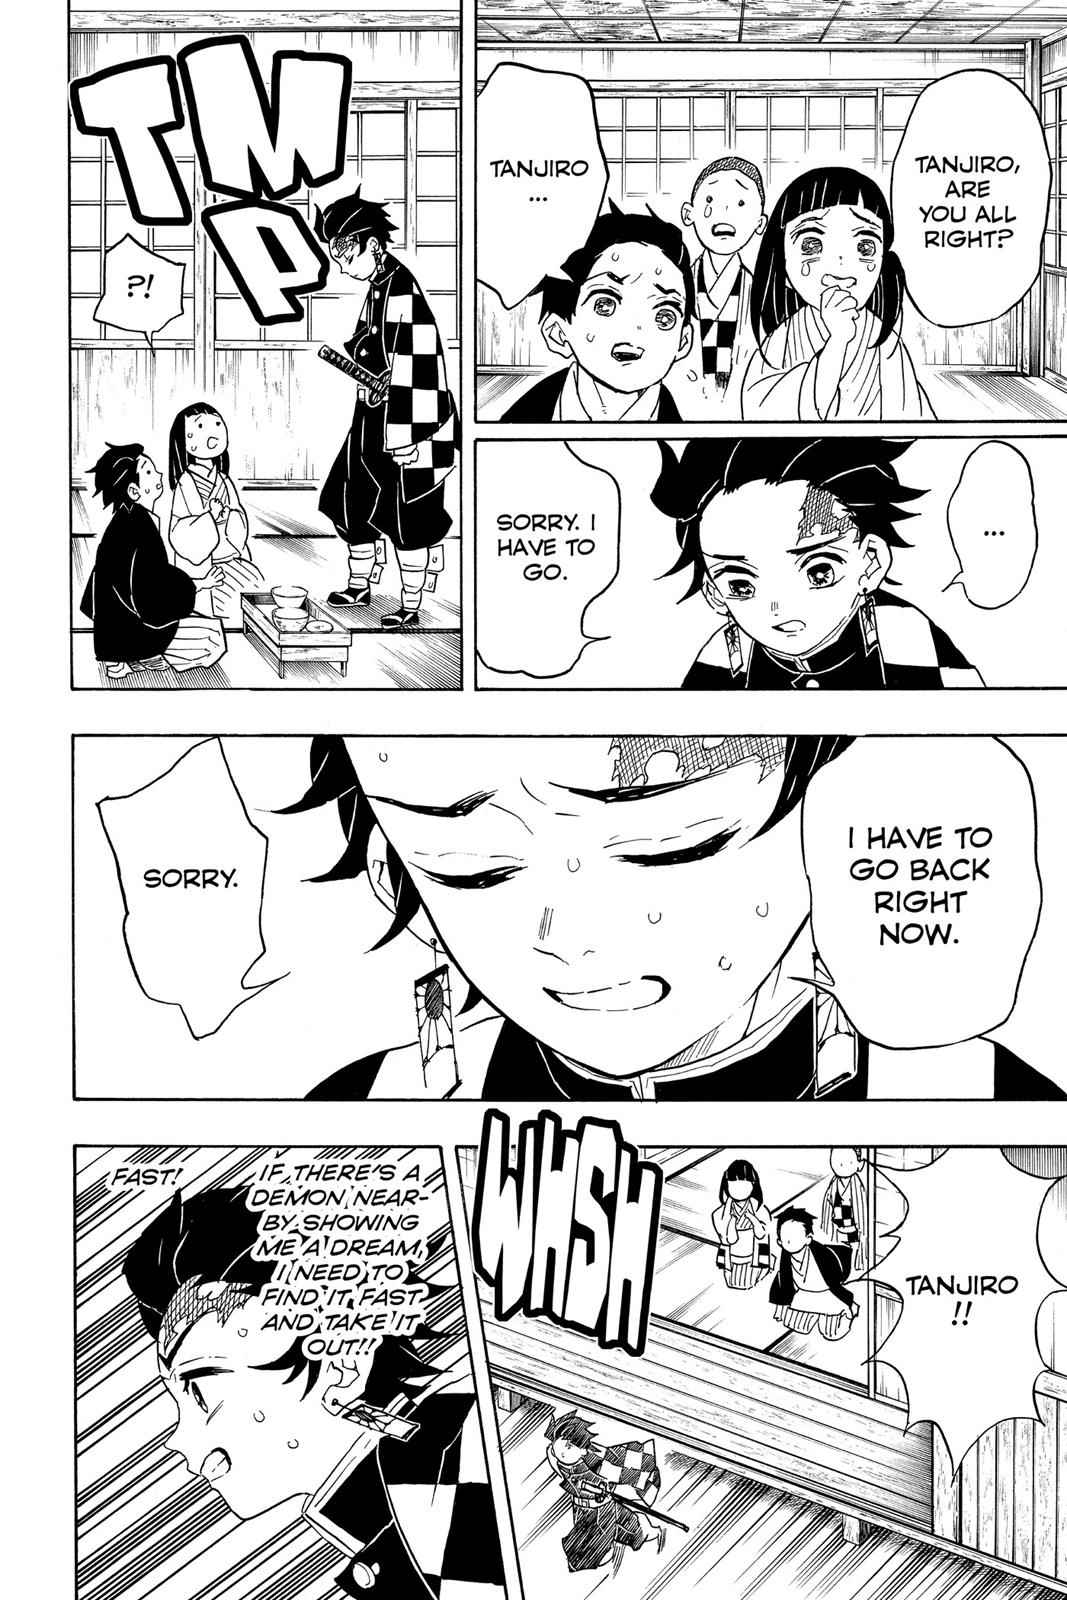 TANJIRO,
ARE
YOU ALL
RIGHT?
TANJIRO
...
TMP
?!
...
SORRY. I
HAVE TO
GO.
I HAVE TO
GO BACK
RIGHT
NOW.
SORRY.
TANJIRO
!!
WHSH
IF THERE'S A
DEMON NEAR-
BY SHOWING
ME A DREAM,
I NEED TO
FIND IT FAST
AND TAKE IT
OUT!!
FAST!